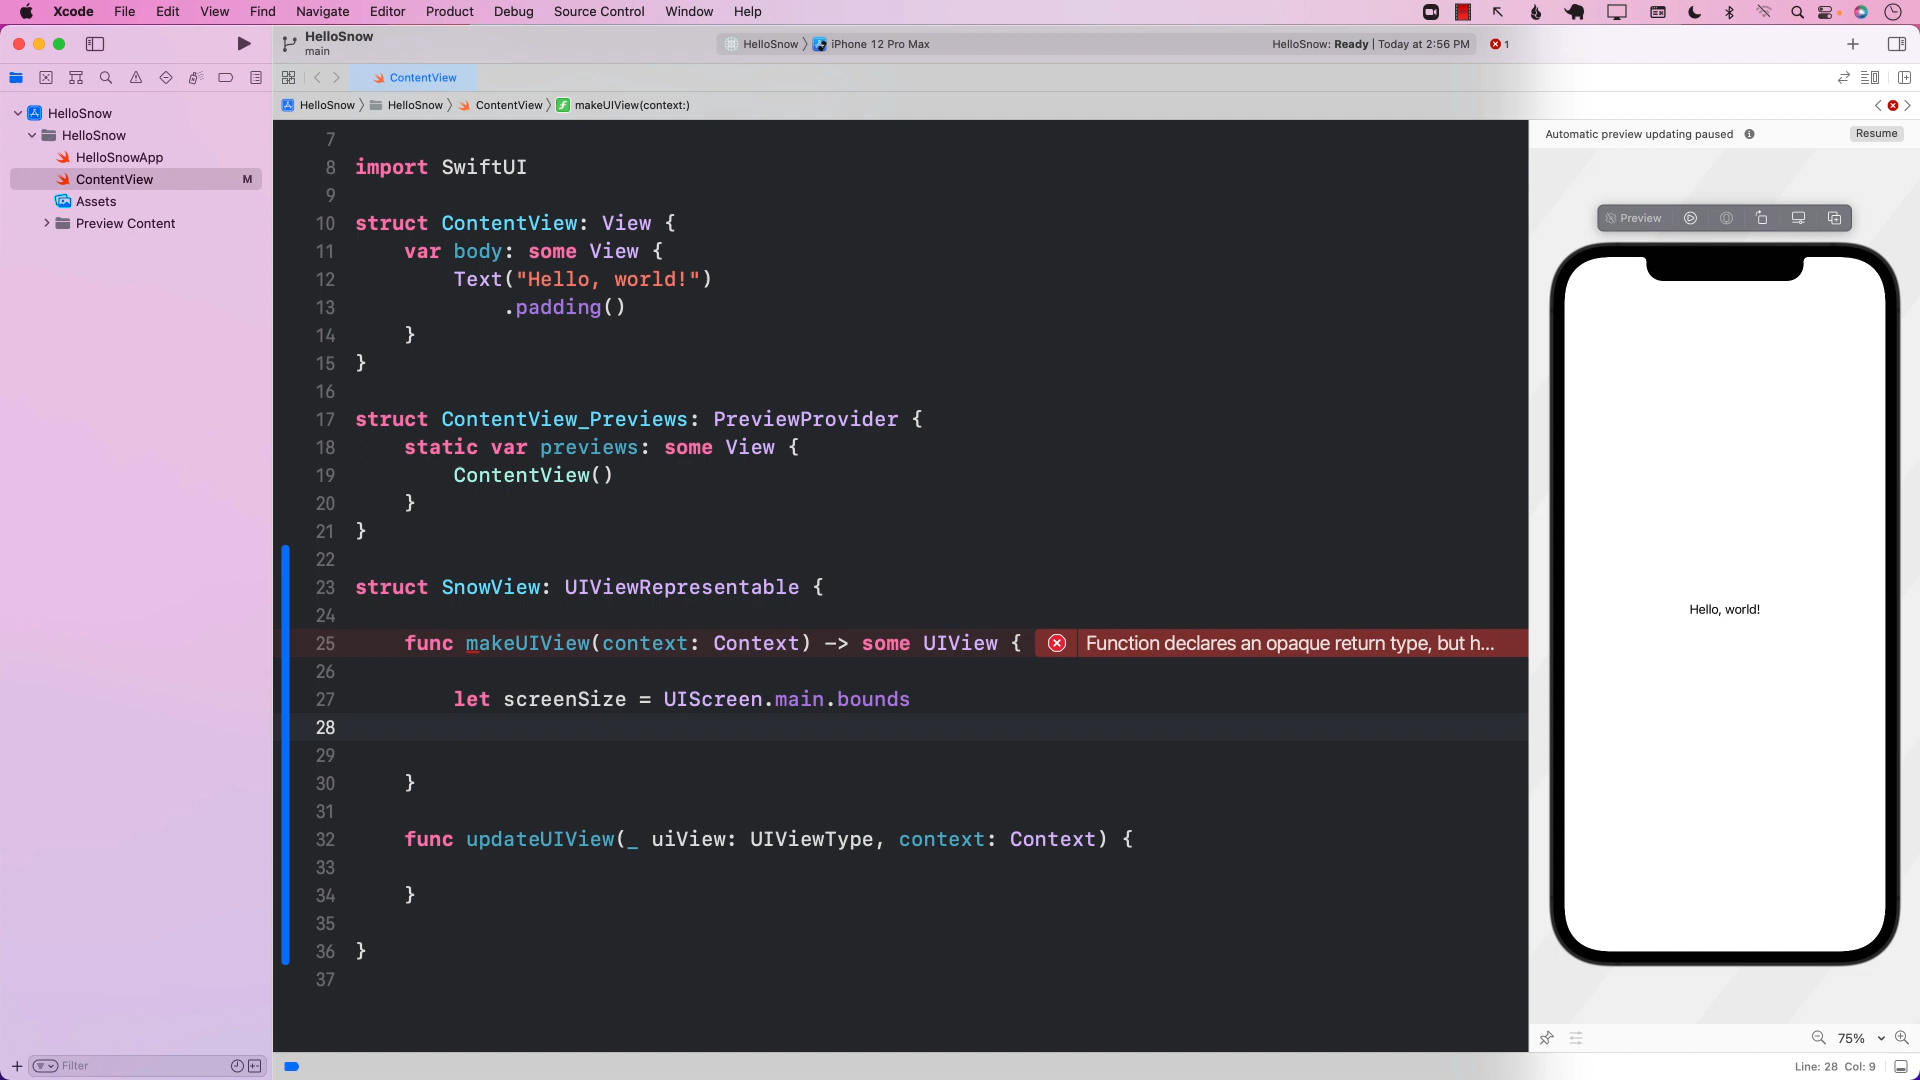 Xcode File Edit View Find Navigate Editor Product Debug Source Control Window Help
HelloSnow
main
HelloSnow
iPhone 12 Pro Max
HelloSnow: Ready | Today at 2:56 PM
1
ContentView
HelloSnow HelloSnow ContentView makeUIView(context:)
HelloSnow
HelloSnow
HelloSnowApp
ContentView M
Assets
Preview Content
Filter
7
8 import SwiftUI
9
10 struct ContentView: View {
11 var body: some View {
12 Text("Hello, world!")
13 .padding()
14 }
15 }
16
17 struct ContentView_Previews: PreviewProvider {
18 static var previews: some View {
19 ContentView()
20 }
21 }
22
23 struct SnowView: UIViewRepresentable {
24
25 func makeUIView(context: Context) -> some UIView { Function declares an opaque return type, but h...
26
27 let screenSize = UIScreen.main.bounds
28
29
30 }
31
32 func updateUIView(_ uiView: UIViewType, context: Context) {
33
34 }
35
36 }
37
Automatic preview updating paused
Resume
Preview
Hello, world!
75%
Line: 28 Col: 9